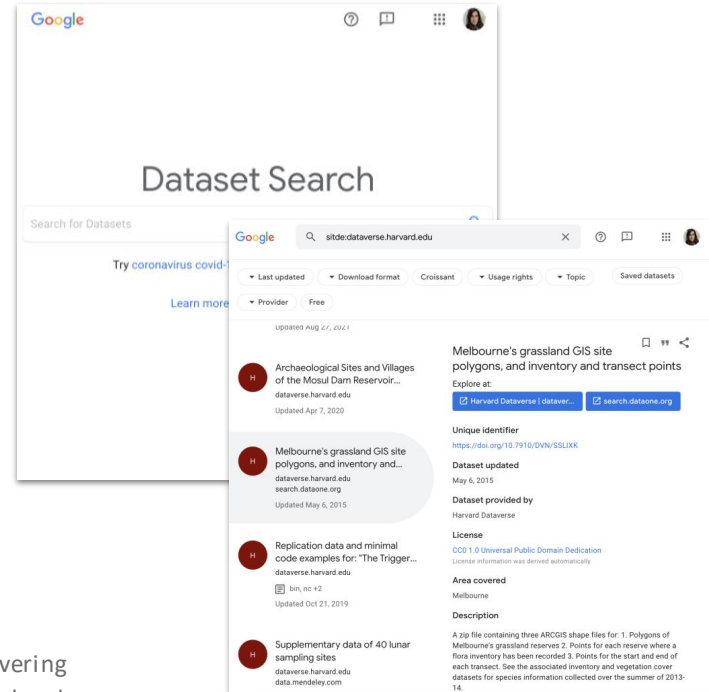 Google
Dataset Search
Search for Datasets
Try coronavirus covid-
Learn more
Google
sitde:dataverse.harvard.edu
Last updated
Download format
Croissant
Usage rights
Topic
Saved datasets
Provider
Free
Updated Aug 27, 2021
H
Archaeological Sites and Villages
of the Mosul Dam Reservoir...
dataverse.harvard.edu
Updated Apr 7, 2020
H
Melbourne's grassland GIS site
polygons, and inventory and...
dataverse.harvard.edu
search.dataone.org
Updated May 6, 2015
H
Replication data and minimal
code examples for: "The Trigger...
dataverse.harvard.edu
bin, nc +2
Updated Oct 21, 2019
H
Supplementary data of 40 lunar
sampling sites
dataverse.harvard.edu
data.mendeley.com
Melbourne's grassland GIS site
polygons, and inventory and transect points
Explore at:
Harvard Dataverse | dataver...
search.dataone.org
Unique identifier
https://doi.org/10.7910/DVN/SSLIXK
Dataset updated
May 6, 2015
Dataset provided by
Harvard Dataverse
License
CC0 1.0 Universal Public Domain Dedication
License information was derived automatically
Area covered
Melbourne
Description
A zip file containing three ARCGIS shape files for: 1. Polygons of
Melbourne's grassland reserves 2. Points for each reserve where a
flora inventory has been recorded 3. Points for the start and end of
each transect. See the associated inventory and vegetation cover
datasets for species information collected over the summer of 2013-
14.
vering